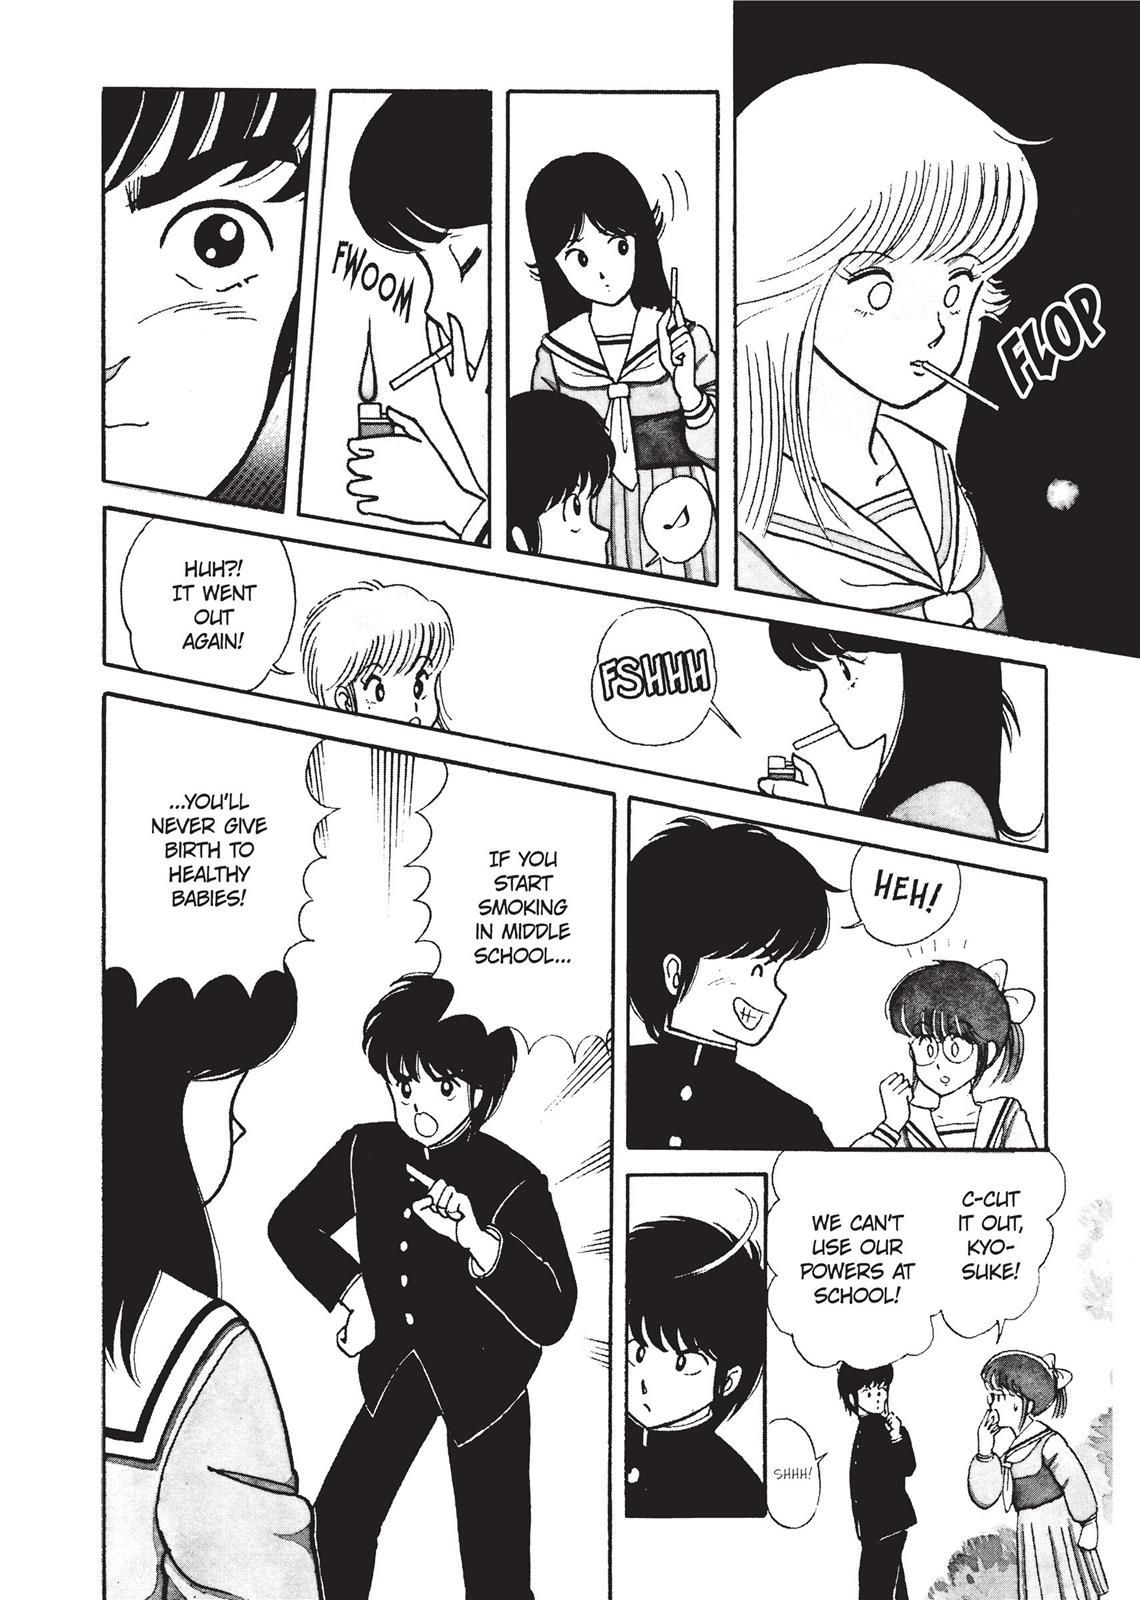 FLOP
FWOOM
FSHHH
HUH?!
IT WENT
OUT
AGAIN!
HEH!
C-CUT
IT OUT,
KYO-
SUKE!
WE CAN'T
USE OUR
POWERS AT
SCHOOL!
SHHH!
IF YOU
START
SMOKING
IN MIDDLE
SCHOOL...
...YOU'LL
NEVER GIVE
BIRTH TO
HEALTHY
BABIES!